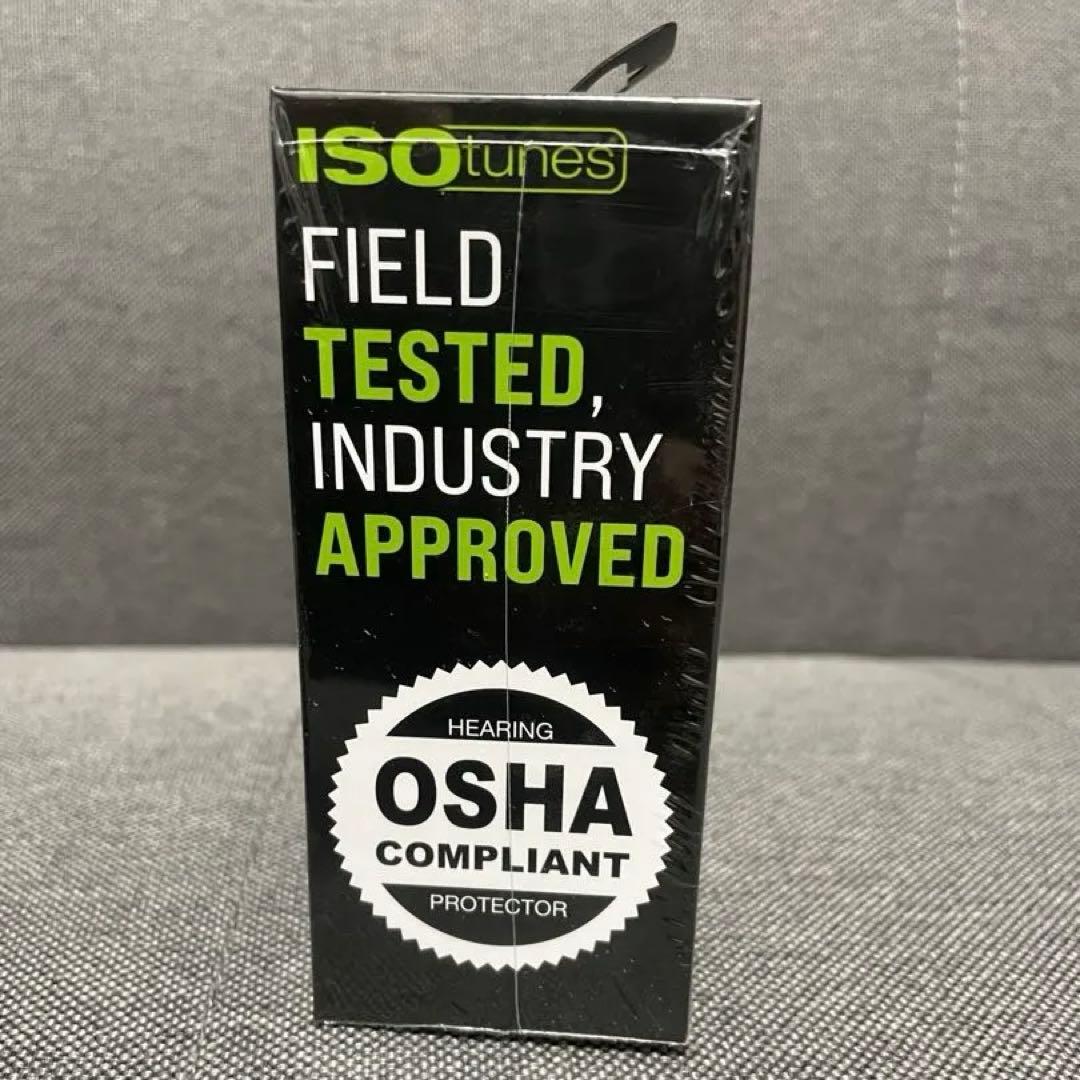 ISOtunes
FIELD
TESTED,
INDUSTRY
APPROVED
HEARING
OSHA
COMPLIANT
PROTECTOR